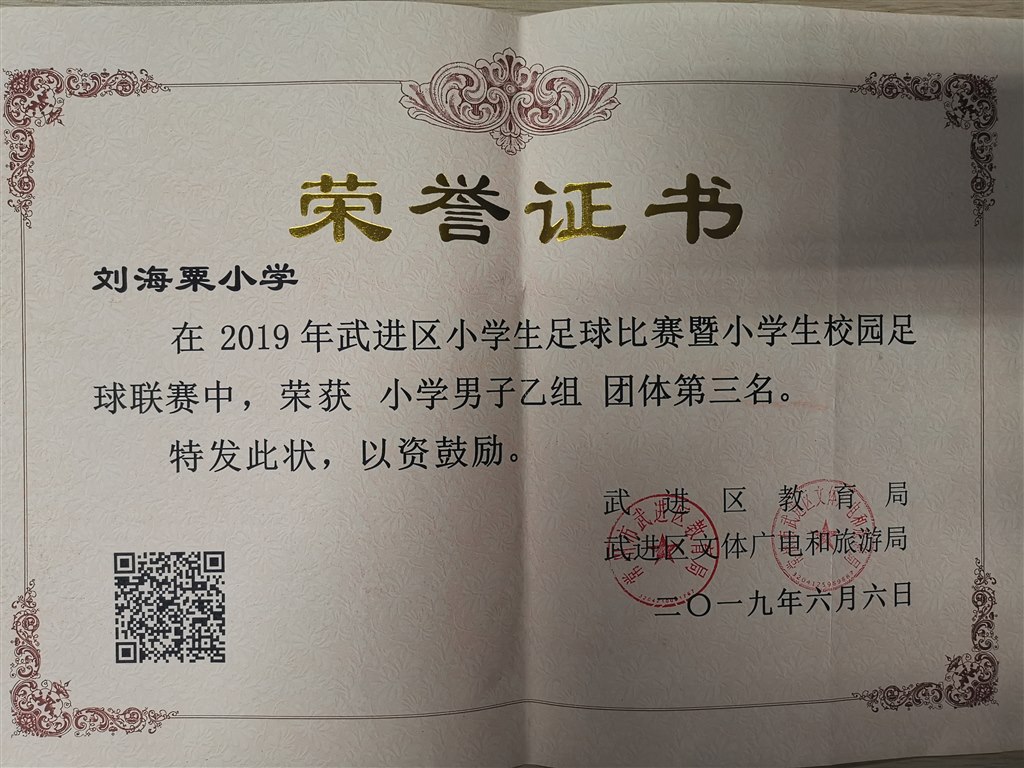 荣誉证书
刘海粟小学
在 2019 年武进区小学生足球比赛暨小学生校园足
球联赛中，荣获 小学男子乙组 团体第三名。
特发此状，以资鼓励。
武进区教育局
武进区文体广电和旅游局
二〇一九年六月六日